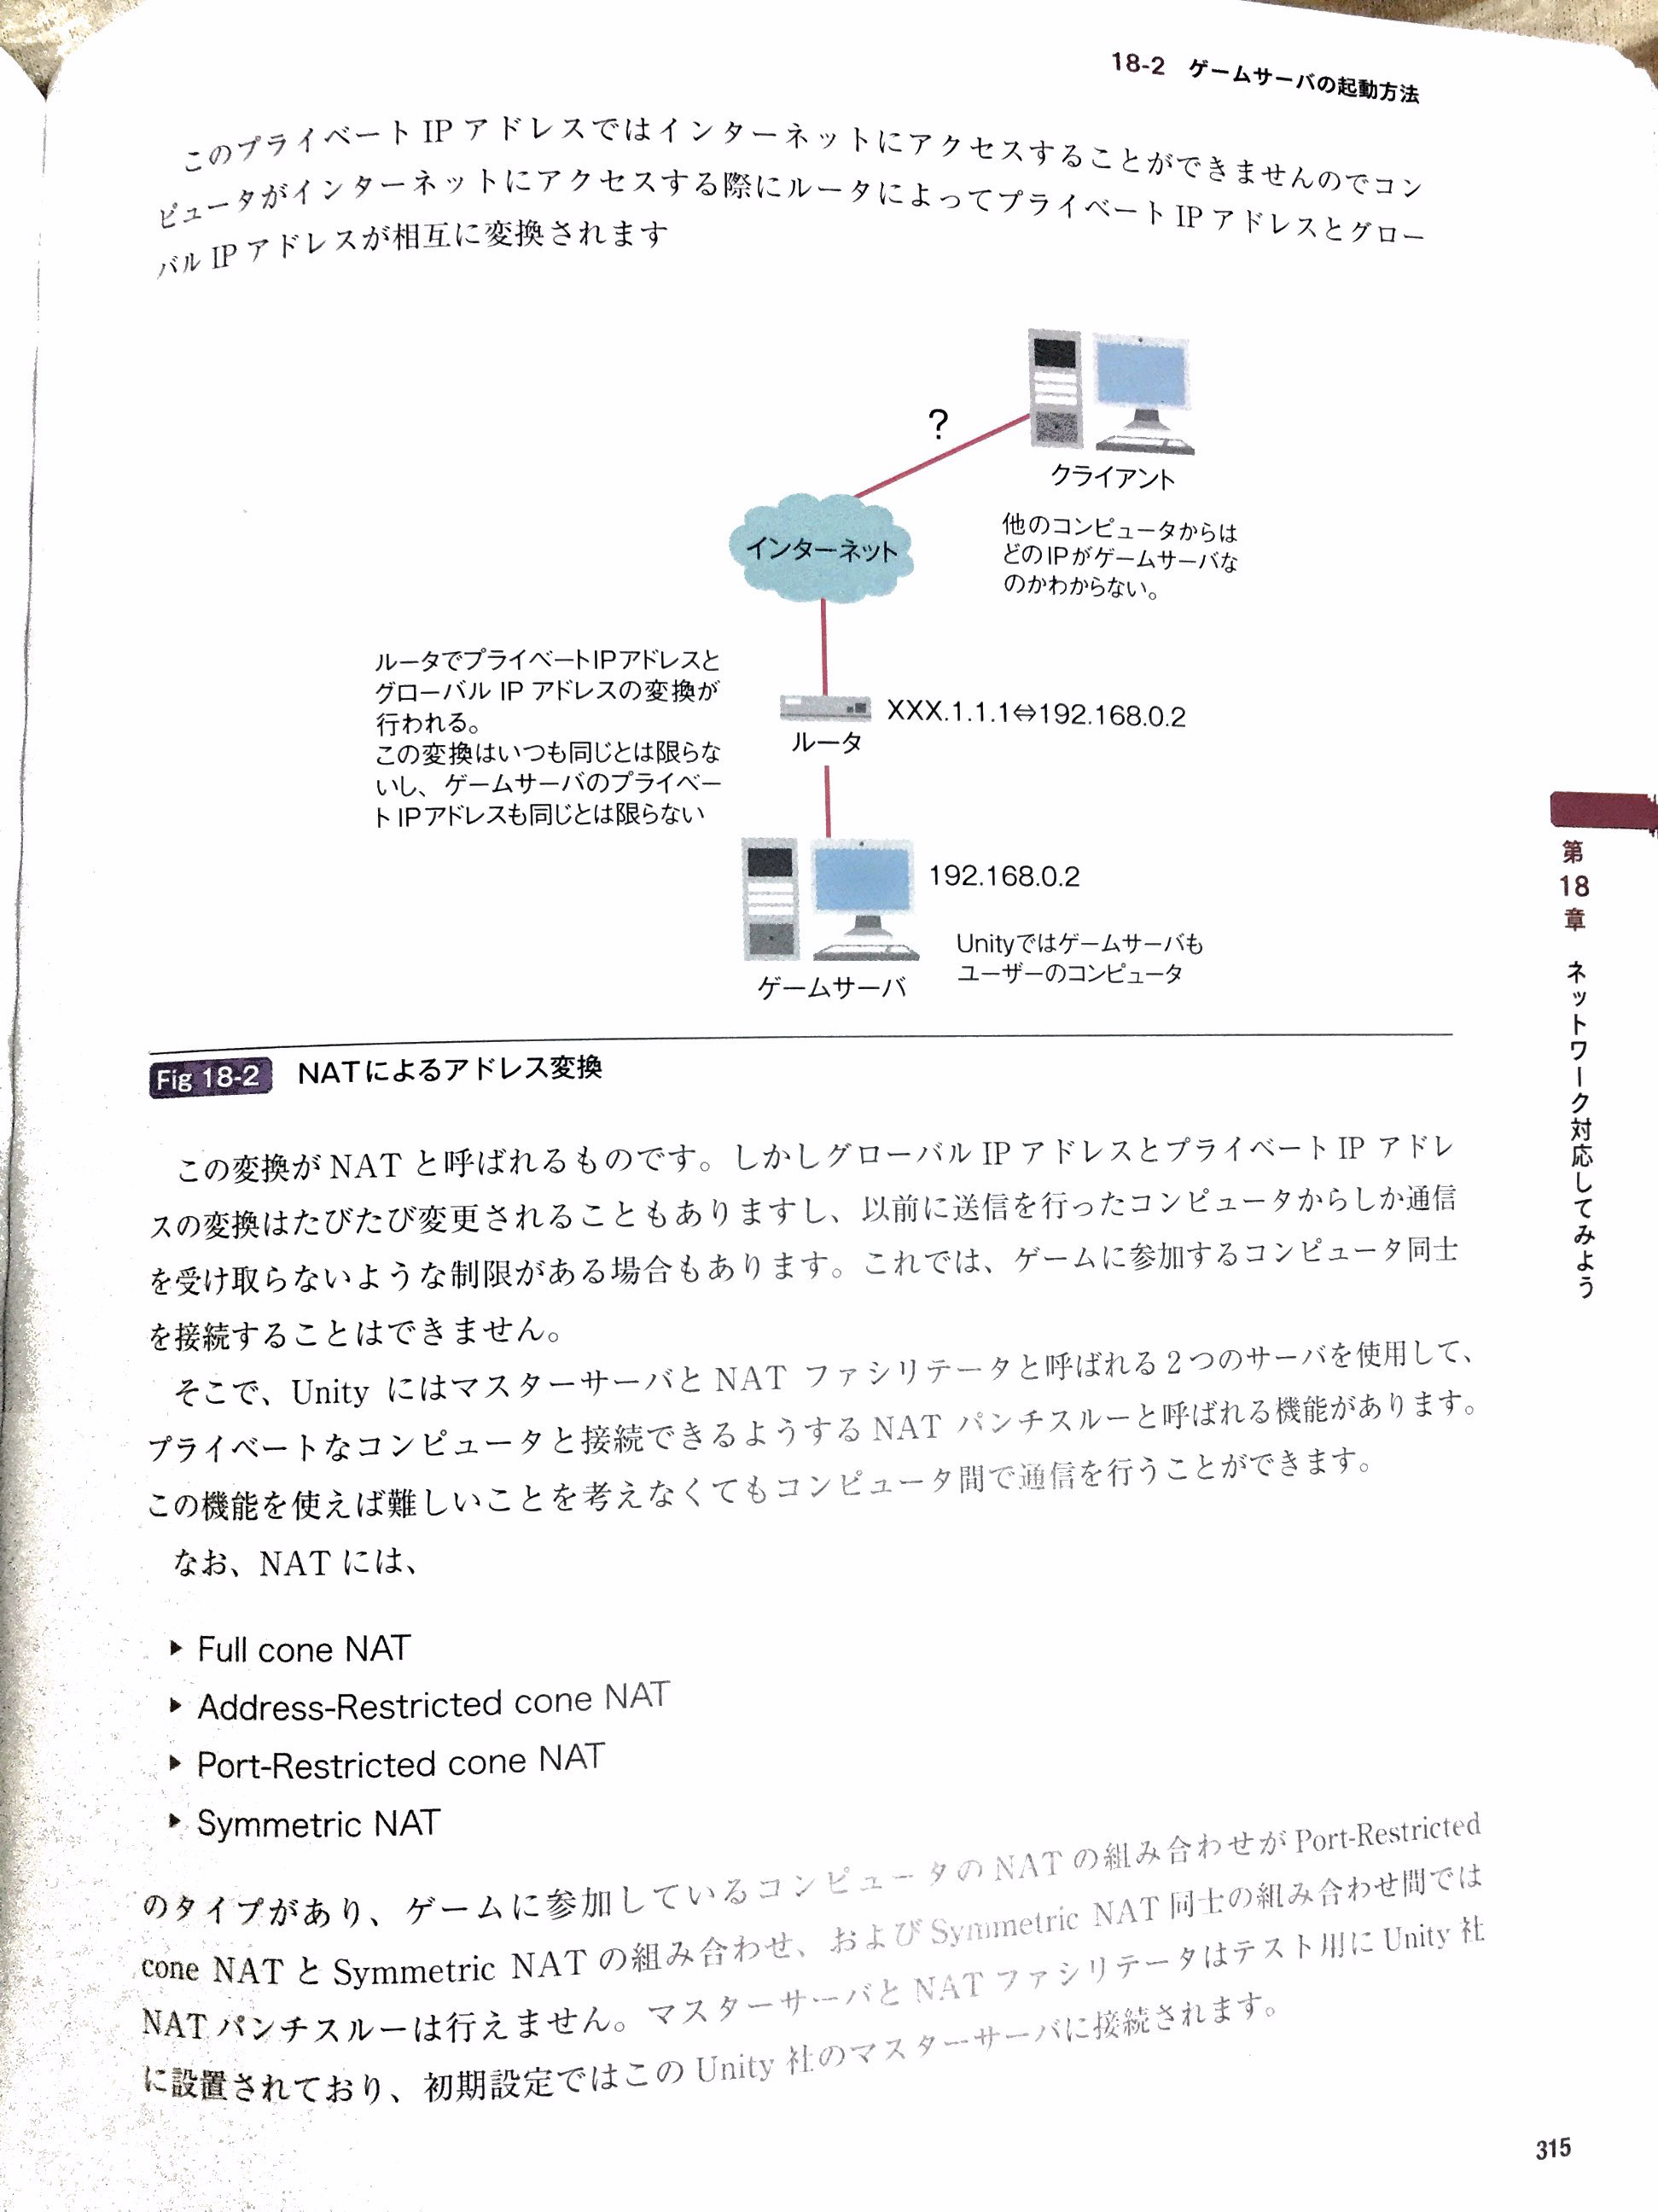 18-2 ゲームサーバの起動方法
このプライベート IP アドレスではインターネットにアクセスすることができませんのでコン
ピュータがインターネットにアクセスする際にルータによってプライベート IP アドレスとグロー
バル IP アドレスが相互に変換されます
?
クライアント
インターネット
他のコンピュータからは
どのIPがゲームサーバな
のかわからない。
ルータでプライベートIPアドレスと
グローバル IP アドレスの変換が
行われる。
この変換はいつも同じとは限らな
いし、ゲームサーバのプライベー
ト IPアドレスも同じとは限らない
XXX.1.1.1⇔192.168.0.2
ルータ
192.168.0.2
Unityではゲームサーバも
ユーザーのコンピュータ
ゲームサーバ
Fig 18-2 NATによるアドレス変換
この変換が NAT と呼ばれるものです。しかしグローバル IP アドレスとプライベート IP アドレ
スの変換はたびたび変更されることもありますし、以前に送信を行ったコンピュータからしか通信
を受け取らないような制限がある場合もあります。これでは、ゲームに参加するコンピュータ同士
を接続することはできません。
そこで、Unity にはマスターサーバと NAT ファシリテータと呼ばれる2つのサーバを使用して、
プライベートなコンピュータと接続できるようする NAT パンチスルーと呼ばれる機能があります。
この機能を使えば難しいことを考えなくてもコンピュータ間で通信を行うことができます。
なお、NAT には、
▶ Full cone NAT
▶ Address-Restricted cone NAT
▶ Port-Restricted cone NAT
▶ Symmetric NAT
のタイプがあり、ゲームに参加しているコンピュータの NAT の組み合わせが Port-Restricted
cone NAT と Symmetric NAT の組み合わせ、および Symmetric NAT 同士の組み合わせ間では
NAT パンチスルーは行えません。マスターサーバと NAT ファシリテータはテスト用に Unity 社
に設置されており、初期設定ではこの Unity 社のマスターサーバに接続されます。
第18章 ネットワーク対応してみよう
315